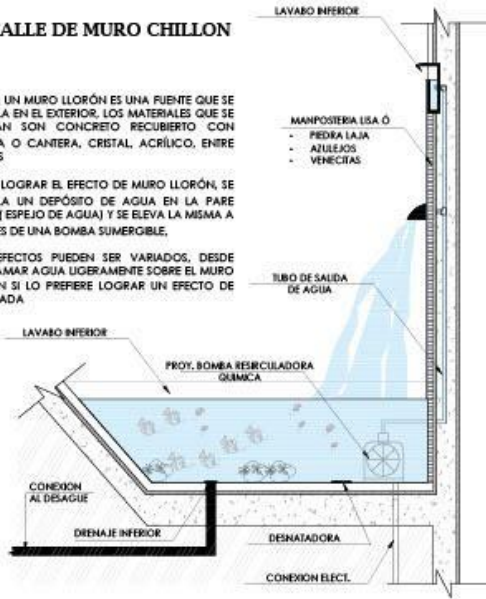 ALLE DE MURO CHILLON
UN MURO LLORÓN ES UNA FUENTE QUE SE
LA EN EL EXTERIOR, LOS MATERIALES QUE SE
AN SON CONCRETO RECUBIERTO CON
A O CANTERA, CRISTAL, ACRÍLICO, ENTRE
S
LOGRAR EL EFECTO DE MURO LLORÓN, SE
LA UN DEPÓSITO DE AGUA EN LA PARE
( ESPEJO DE AGUA) Y SE ELEVA LA MISMA A
ES DE UNA BOMBA SUMERGIBLE,
EFECTOS PUEDEN SER VARIADOS, DESDE
AMAR AGUA LIGERAMENTE SOBRE EL MURO
N SI LO PREFIERE LOGRAR UN EFECTO DE
ADA
LAVABO INFERIOR
MANPOSTERIA LISA Ó
- PIEDRA LAJA
- AZULEJOS
- VENECITAS
TUBO DE SALIDA
DE AGUA
LAVABO INFERIOR
PROY. BOMBA RESIRCULADORA
QUIMICA
CONEXION
AL DESAGUE
DRENAJE INFERIOR
DESNATADORA
CONEXION ELECT.